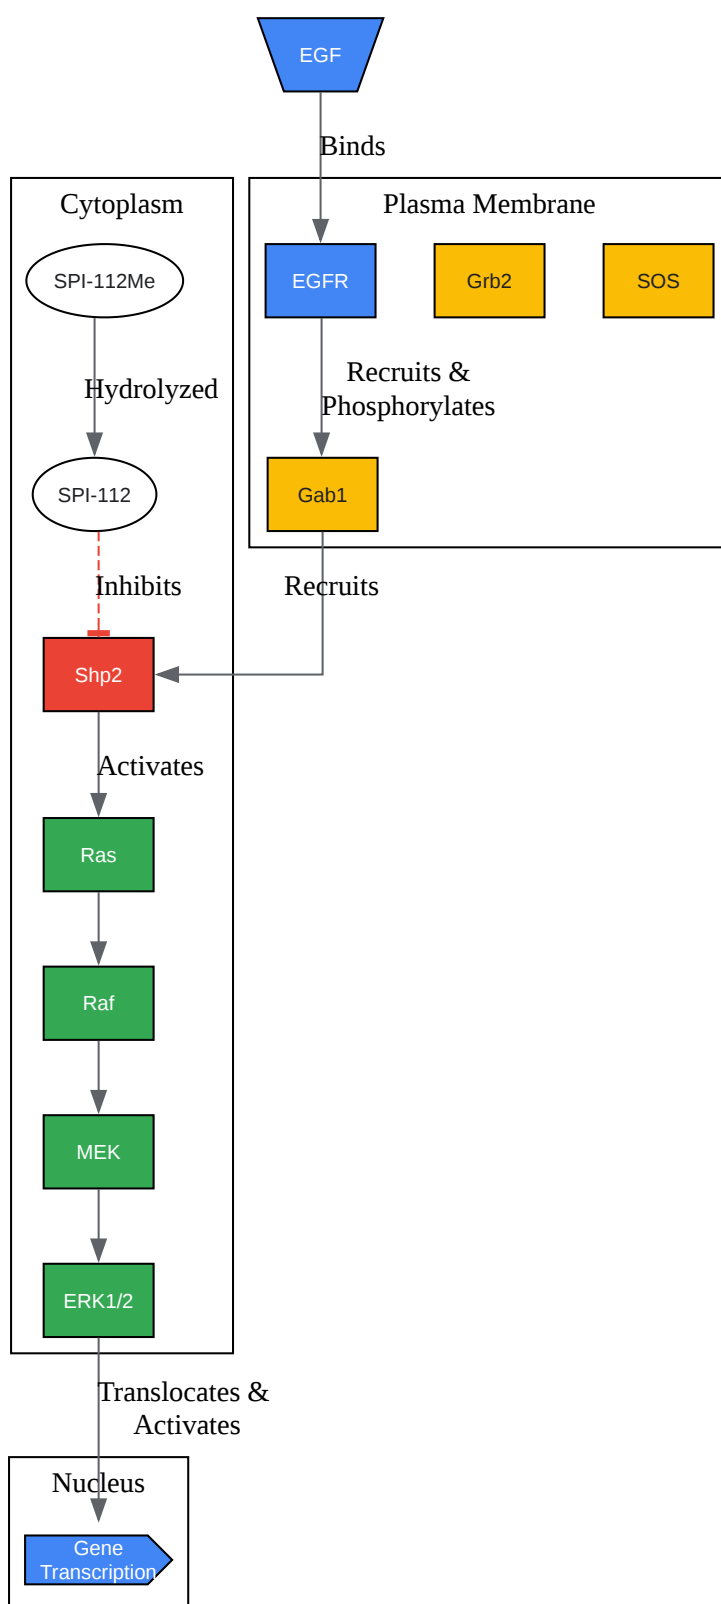 EGF
Binds
Cytoplasm
Plasma Membrane
SPI-112Me
EGFR
Grb2
SOS
Hydrolyzed
Recruits &
Phosphorylates
SPI-112
Gab1
Inhibits
Recruits
Shp2
Activates
Ras
Raf
MEK
ERK1/2
Translocates &
Activates
Nucleus
Gene
Transcription